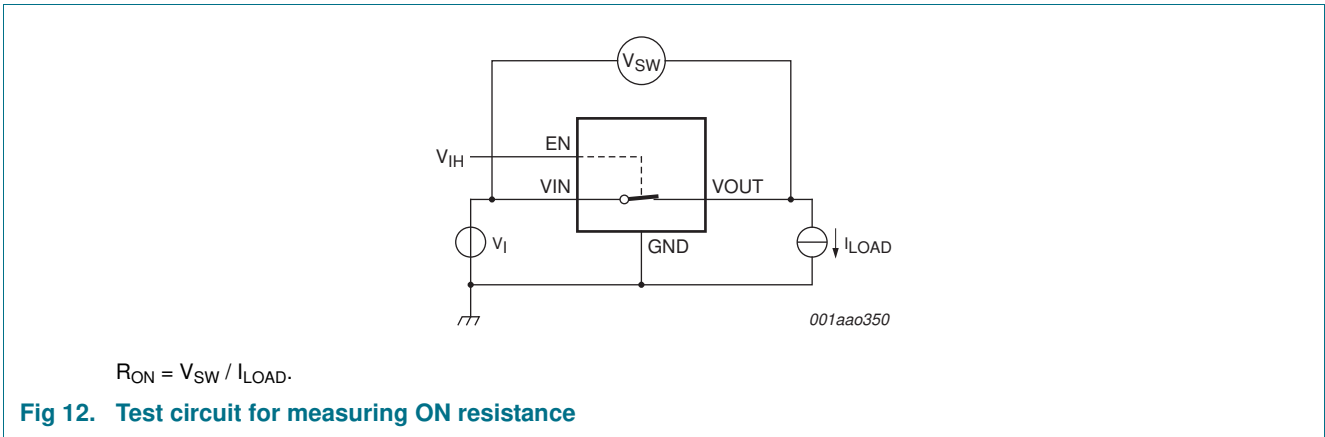 VSW
EN
VIH
VIN
VOUT
VI
GND
ILOAD
001aao350
RON = VSW / ILOAD.
Fig 12. Test circuit for measuring ON resistance